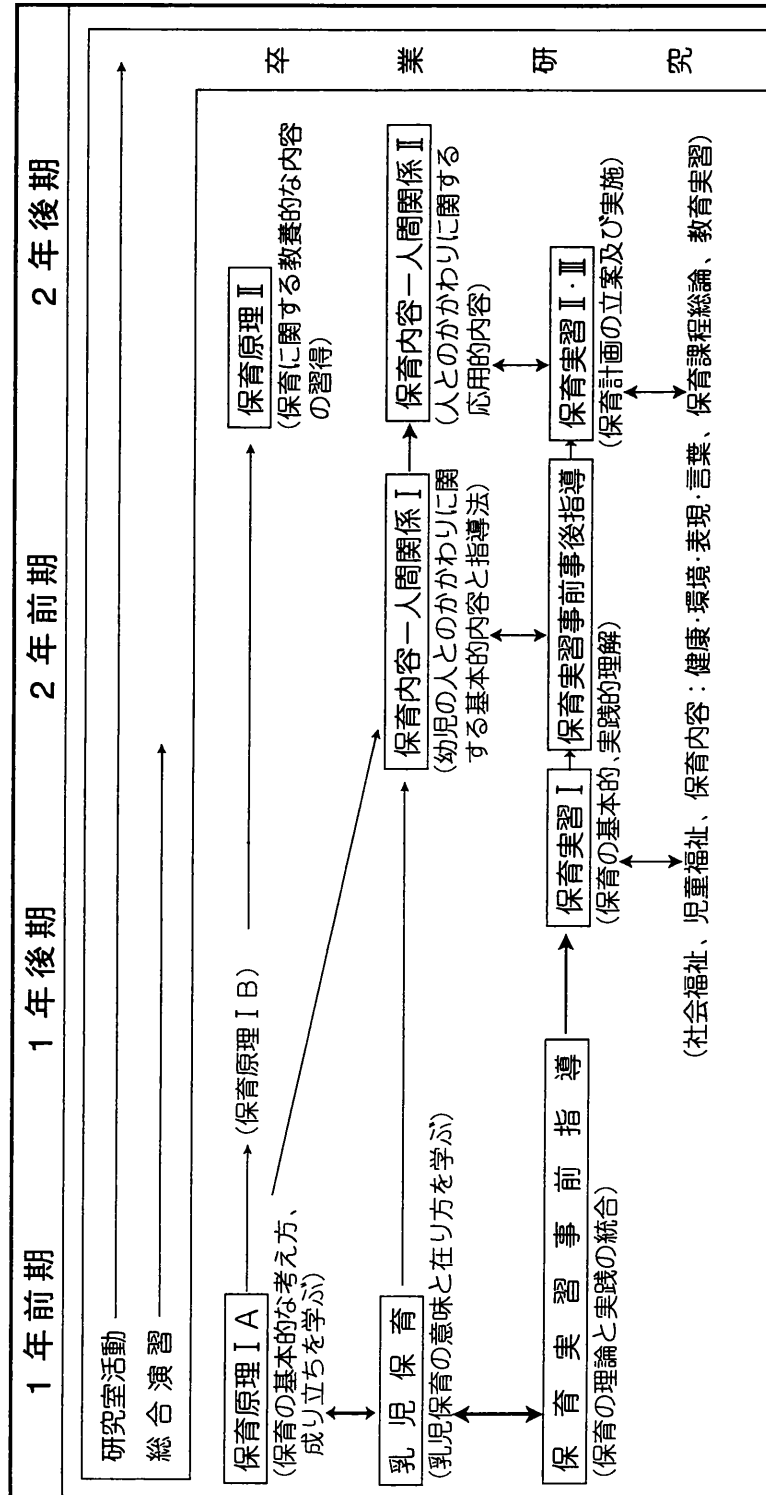 1年前期
1年後期
2年前期
2年後期
研究室活動
総合演習
卒業研究
保育原理ⅠA
(保育の基本的な考え方、
成り立ちを学ぶ)
(保育原理ⅠB)
保育原理Ⅱ
(保育に関する教養的な内容
の習得)
乳児保育
(乳児保育の意味と在り方を学ぶ)
保育内容ー人間関係Ⅰ
(幼児の人とのかかわりに関
する基本的内容と指導法)
保育内容ー人間関係Ⅱ
(人とのかかわりに関する
応用的内容)
保育実習事前指導
(保育の理論と実践の統合)
保育実習Ⅰ
(保育の基本的、実践的理解)
保育実習事前事後指導
保育実習Ⅱ・Ⅲ
(保育計画の立案及び実施)
(社会福祉、児童福祉、保育内容：健康・環境・表現・言葉、保育課程総論、教育実習)